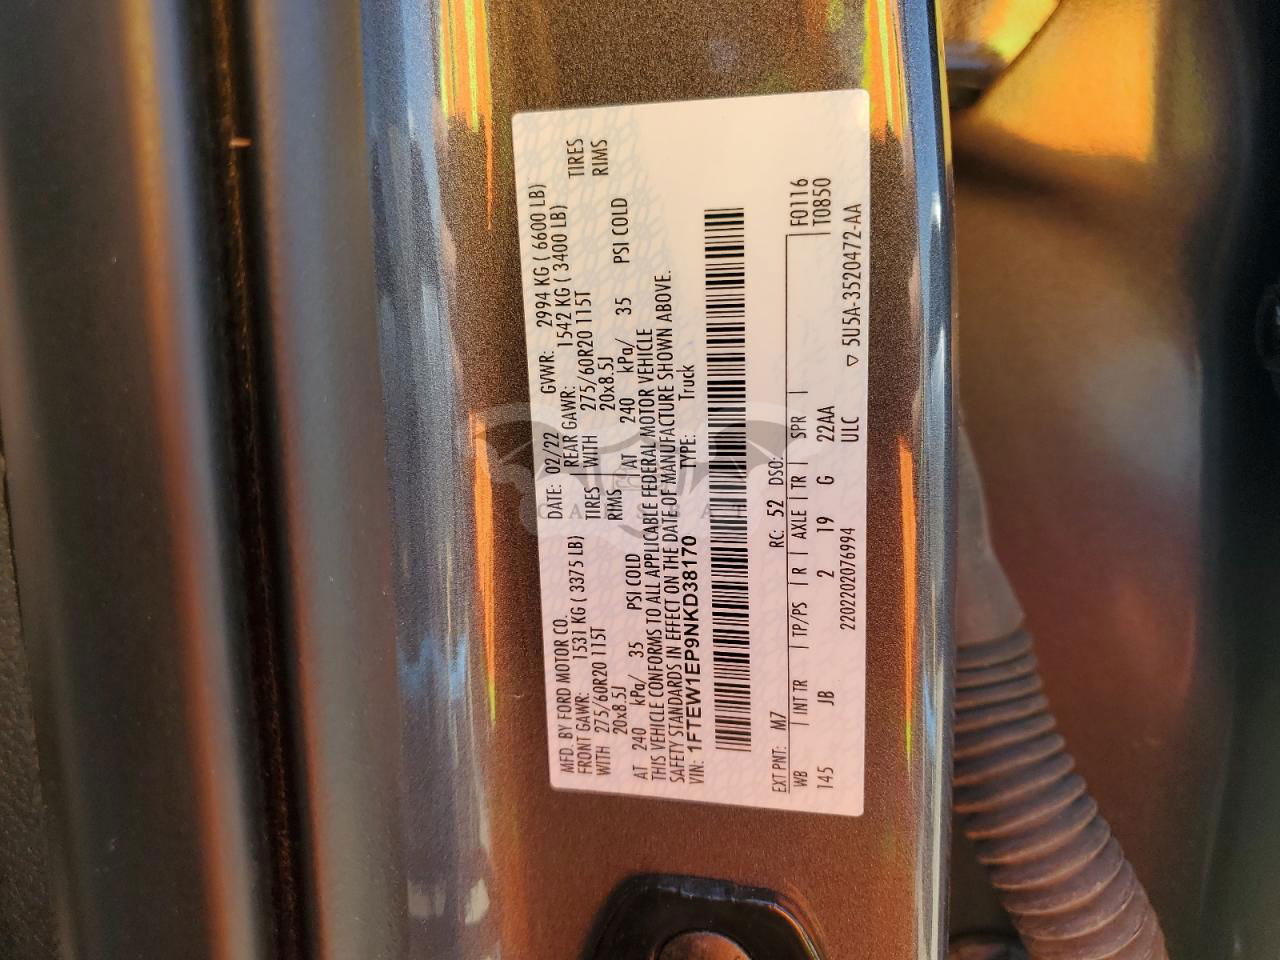 MFD. BY FORD MOTOR CO. DATE: 02/22 GVWR: 2994 KG ( 6600 LB)
FRONT GAWR: 1531 KG ( 3375 LB) REAR GAWR: 1542 KG ( 3400 LB)
WITH 275/60R20 115T TIRES WITH 275/60R20 115T TIRES
20x8.5J RIMS 20x8.5J RIMS
AT 240 kPa/ 35 PSI COLD AT 240 kPa/ 35 PSI COLD
THIS VEHICLE CONFORMS TO ALL APPLICABLE FEDERAL MOTOR VEHICLE
SAFETY STANDARDS IN EFFECT ON THE DATE OF MANUFACTURE SHOWN ABOVE.
VIN: 1FTEW1EP9NKD38170 TYPE: Truck
EXT PNT: M7 RC: 52 DSO:
WB INT TR TP/PS R AXLE TR SPR F0116
145 JB 2 19 G 22AA T0850
2202202076994 ULC 5U5A-3520472-AA
CARSBAT